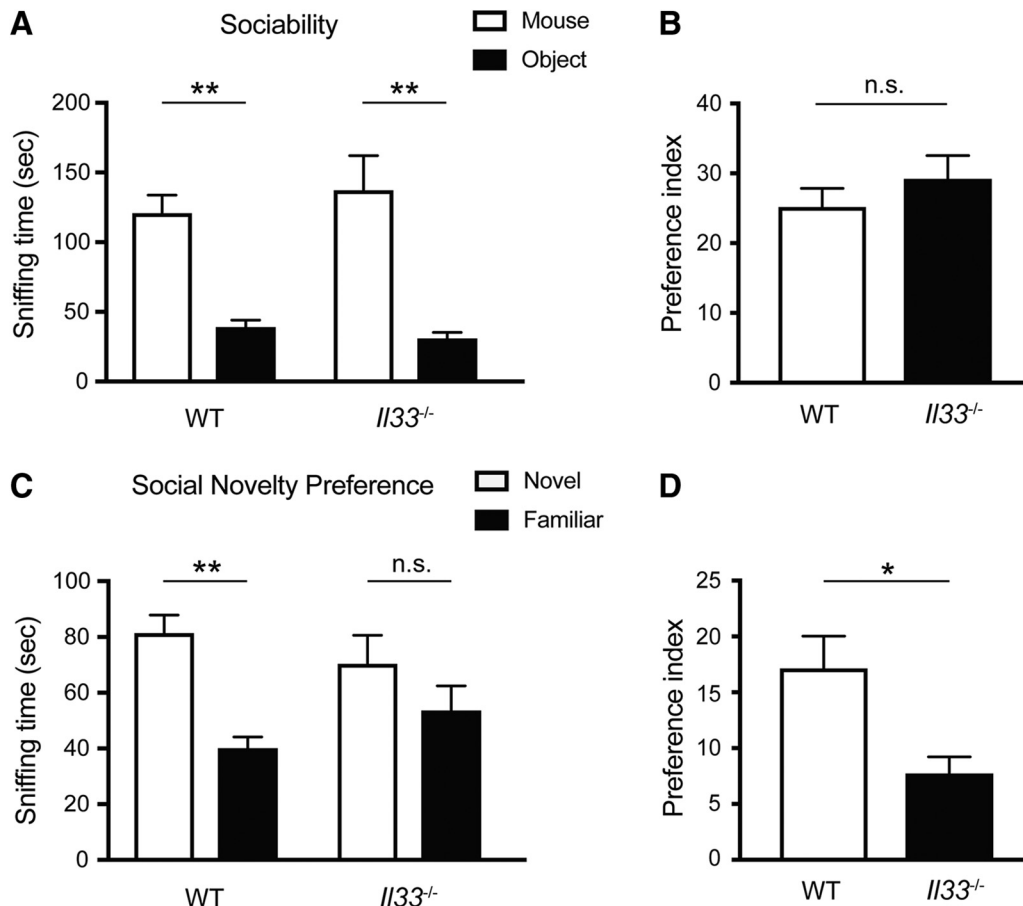 A
Sociability
Mouse
Object
**
**
Sniffing time (sec)
200
150
100
50
0
WT
Il33-/-
B
n.s.
Preference index
40
30
20
10
0
WT
Il33-/-
C
Social Novelty Preference
Novel
Familiar
**
n.s.
Sniffing time (sec)
100
80
60
40
20
0
WT
Il33-/-
D
*
Preference index
25
20
15
10
5
0
WT
Il33-/-